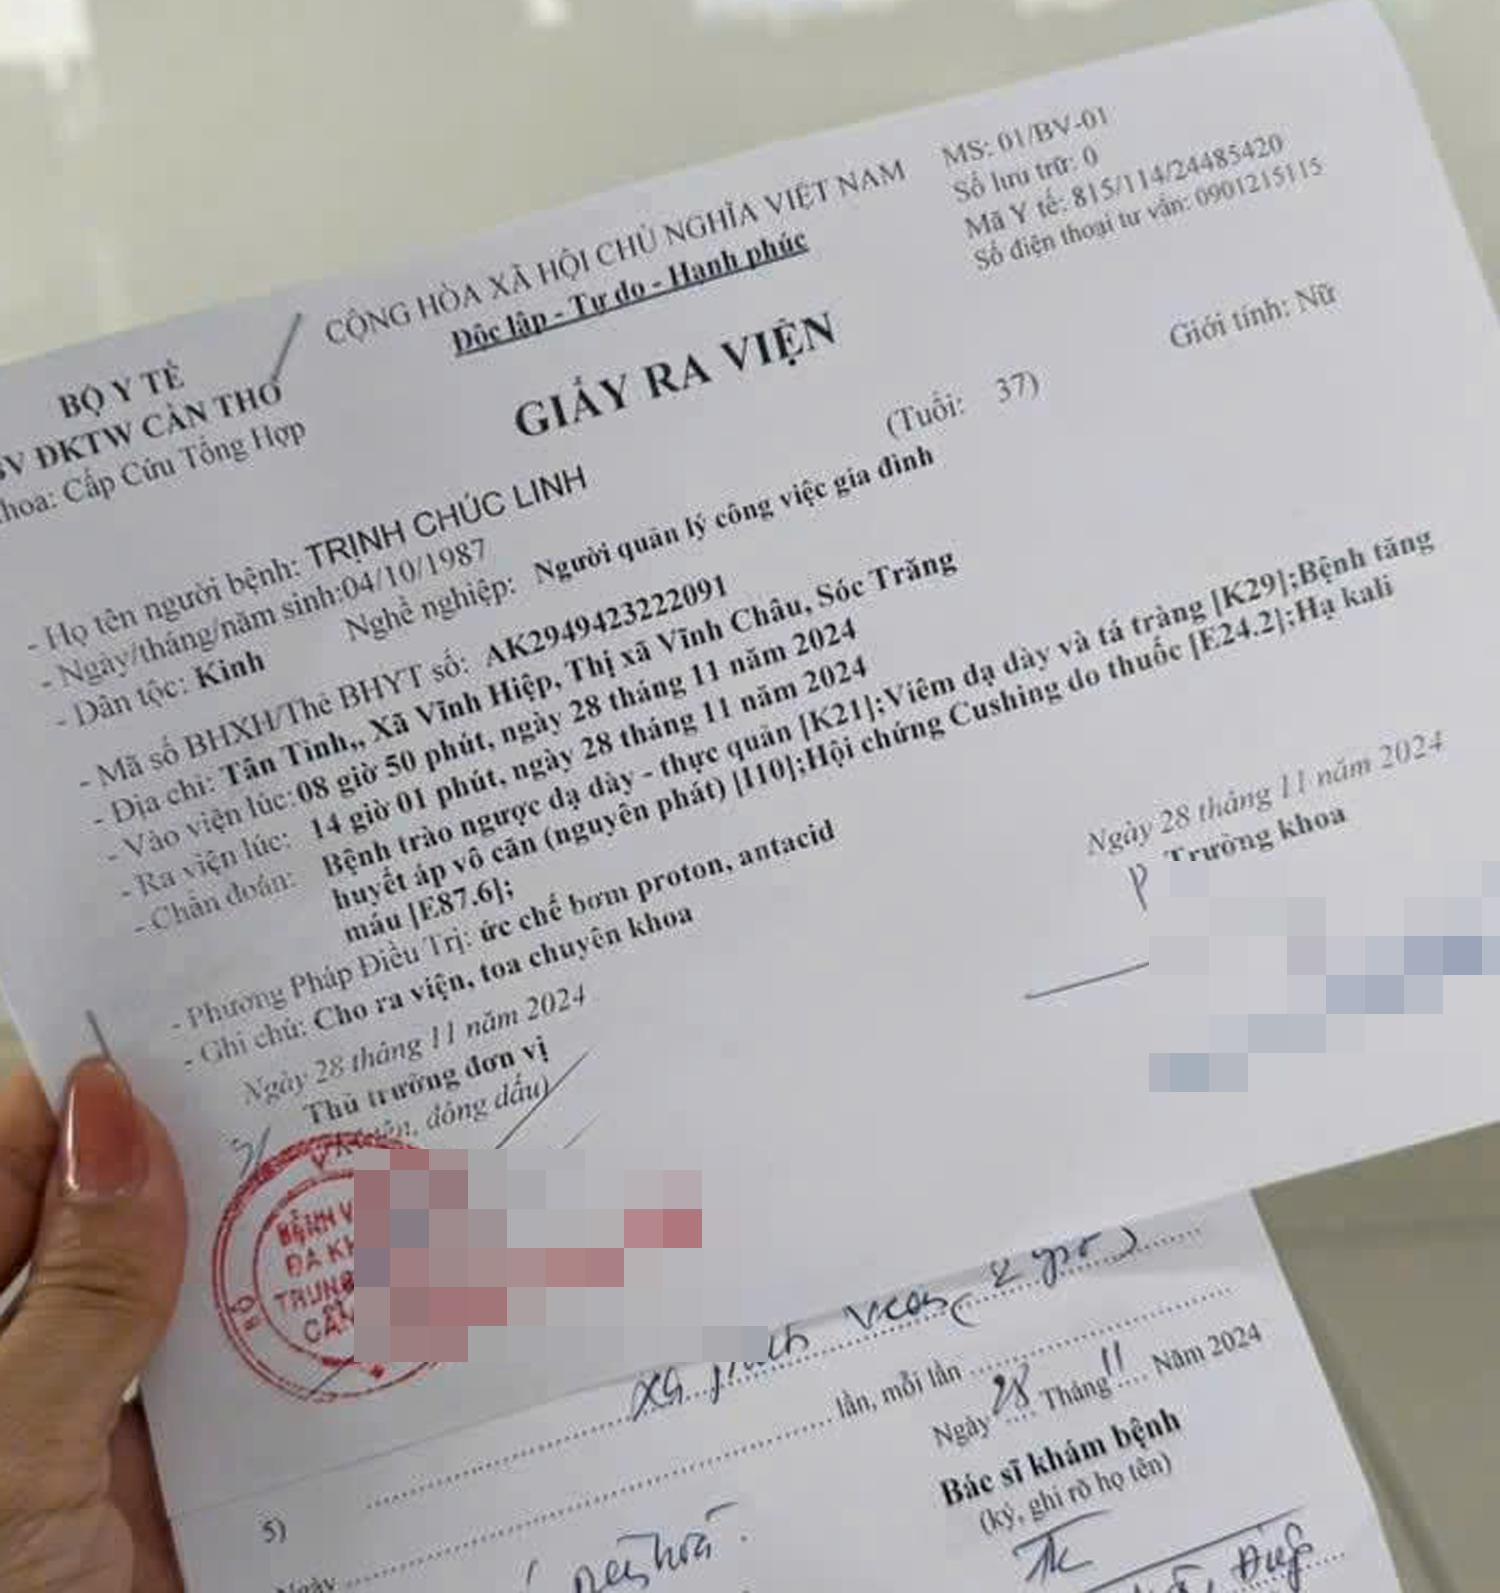 BỘ Y TẾ
BV ĐKTW CẦN THƠ
Khoa: Cấp Cứu Tổng Hợp
CỘNG HÒA XÃ HỘI CHỦ NGHĨA VIỆT NAM
Độc lập - Tự do - Hạnh phúc
MS: 01/BV-01
Số lưu trữ: 0
Mã Y tế: 815/114/24485420
Số điện thoại tư vấn: 0901215115
GIẤY RA VIỆN
- Họ tên người bệnh: TRỊNH CHÚC LINH
(Tuổi: 37)
Giới tính: Nữ
- Ngày/tháng/năm sinh:04/10/1987
- Dân tộc: Kinh Nghề nghiệp: Người quản lý công việc gia đình
- Mã số BHXH/Thẻ BHYT số: AK2949423222091
- Địa chỉ: Tân Tỉnh,, Xã Vĩnh Hiệp, Thị xã Vĩnh Châu, Sóc Trăng
- Vào viện lúc: 08 giờ 50 phút, ngày 28 tháng 11 năm 2024
- Ra viện lúc: 14 giờ 01 phút, ngày 28 tháng 11 năm 2024
- Chẩn đoán: Bệnh trào ngược dạ dày - thực quản [K21];Viêm dạ dày và tá tràng [K29];Bệnh tăng
huyết áp vô căn (nguyên phát) [I10];Hội chứng Cushing do thuốc [E24.2];Hạ kali
máu [E87.6];
- Phương Pháp Điều Trị: ức chế bơm proton, antacid
- Ghi chú: Cho ra viện, toa chuyên khoa
Ngày 28 tháng 11 năm 2024
Thủ trưởng đơn vị
đóng dấu)
Ngày 28 tháng 11 năm 2024
Trưởng khoa
BỘ
BỆNH V
ĐA KH
TRUNG
CẦN
lần, mỗi lần
5)
Ngày 28 Tháng 11 Năm 2024
Bác sĩ khám bệnh
(ký, ghi rõ họ tên)
Ngày
Điệp